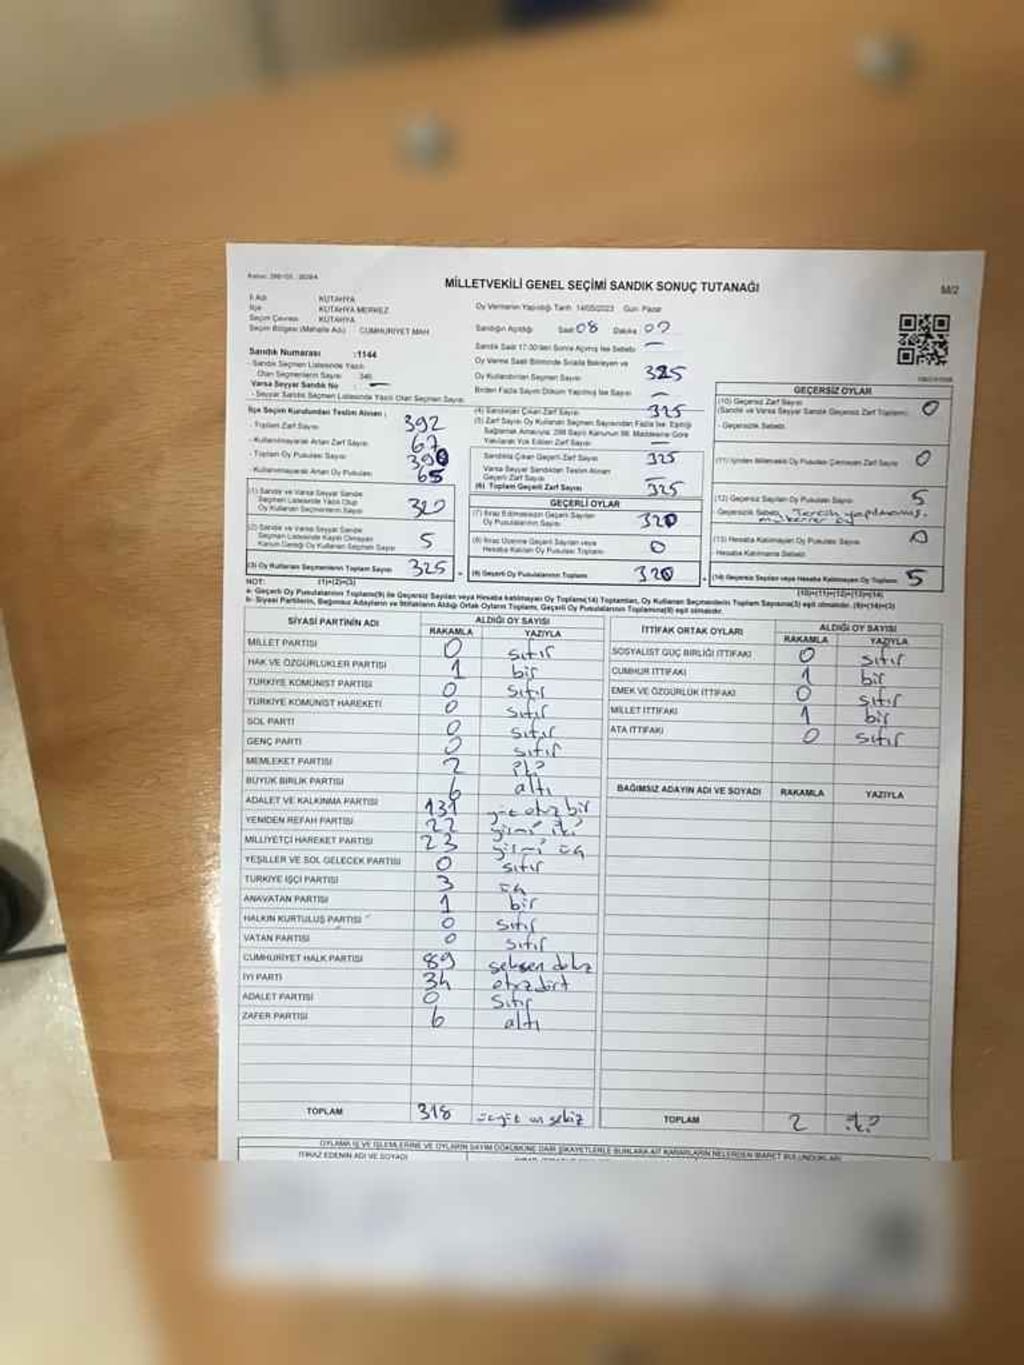 MİLLETVEKİLİ GENEL SEÇİMİ SANDIK SONUÇ TUTANAĞI
M/2
İl Adı KÜTAHYA
İlçe KÜTAHYA MERKEZ
Seçim Çevresi KÜTAHYA
Seçim Bölgesi (Mahalle Adı) CUMHURİYET MAH
Oy Vermenin Yapıldığı Tarih 14/05/2023 Gün Pazar
Sandığın Açıldığı Saat 08 Dakika
Sandık Saat 17:00'den Sonra Açılmış İse Sebebi —
Sandık Numarası :1144
- Sandık Seçmen Listesinde Yazılı
Olan Seçmenlerin Sayısı 346
Varsa Seyyar Sandık No —
- Seyyar Sandık Seçmen Listesinde Yazılı Olan Seçmen Sayısı
Oy Verme Saati Bitiminde Sırada Bekleyen ve
Oy Kullandırılan Seçmen Sayısı 325
Birden Fazla Sayım Döküm Yapılmış İse Sayısı —
İlçe Seçim Kurulundan Teslim Alınan :
- Toplam Zarf Sayısı 392
- Kullanılmayarak Artan Zarf Sayısı 67
- Toplam Oy Pusulası Sayısı 390
- Kullanılmayarak Artan Oy Pusulası 65
(1) Sandık ve Varsa Seyyar Sandık
Seçmen Listesinde Yazılı Olup
Oy Kullanan Seçmenlerin Sayısı 320
(2) Sandık ve Varsa Seyyar Sandık
Seçmen Listesinde Kayıtlı Olmayan
Kanun Gereği Oy Kullanan Seçmen Sayısı 5
(3) Oy Kullanan Seçmenlerin Toplam Sayısı 325
(1)+(2)=(3)
(4) Sandıktan Çıkan Zarf Sayısı 325
(5) Zarf Sayısı Oy Kullanan Seçmen Sayısından Fazla İse, Eşitliği
Sağlamak Amacıyla, 298 Sayılı Kanunun 98. Maddesine Göre
Yakılarak Yok Edilen Zarf Sayısı —
Sandıkta Çıkan Geçerli Zarf Sayısı 325
Varsa Seyyar Sandıktan Teslim Alınan
Geçerli Zarf Sayısı —
(6) Toplam Geçerli Zarf Sayısı 325
GEÇERLİ OYLAR
(7) İtiraz Edilmeksizin Geçerli Sayılan
Oy Pusulalarının Sayısı 320
(8) İtiraz Üzerine Geçerli Sayılan veya
Hesaba Katılan Oy Pusulası Toplamı 0
(9) Geçerli Oy Pusulalarının Toplamı 320
GEÇERSİZ OYLAR
(10) Geçersiz Zarf Sayısı 0
(Sandık ve Varsa Seyyar Sandık Geçersiz Zarf Toplamı)
- Geçersizlik Sebebi
(11) İçinden Birleşik Oy Pusulası Çıkmayan Zarf Sayısı 0
(12) Geçersiz Sayılan Oy Pusulası Sayısı 5
- Geçersizlik Sebebi Tercih yapılmamış.
mükerrer oy
(13) Hesaba Katılmayan Oy Pusulası Sayısı 0
- Hesaba Katılmama Sebebi
(14) Geçersiz Sayılan veya Hesaba Katılmayan Oy Toplamı 5
(10)+(11)+(12)+(13)=(14)
NOT:
a- Geçerli Oy Pusulalarının Toplamı(9) ile Geçersiz Sayılan veya Hesaba Katılmayan Oy Toplamı(14) Toplamları, Oy Kullanan Seçmenlerin Toplam Sayısına(3) eşit olmalıdır. (9)+(14)=(3)
b- Siyasi Partilerin, Bağımsız Adayların ve İttifakların Aldığı Ortak Oyların Toplamı, Geçerli Oy Pusulalarının Toplamına(9) eşit olmalıdır.
SİYASİ PARTİNİN ADI ALDIĞI OY SAYISI
RAKAMLA YAZIYLA
MİLLET PARTİSİ 0 sıfır
HAK VE ÖZGÜRLÜKLER PARTİSİ 1 bir
TÜRKİYE KOMÜNİST PARTİSİ 0 sıfır
TÜRKİYE KOMÜNİST HAREKETİ 0 sıfır
SOL PARTİ 0 sıfır
GENÇ PARTİ 0 sıfır
MEMLEKET PARTİSİ 2 iki
BÜYÜK BİRLİK PARTİSİ 6 altı
ADALET VE KALKINMA PARTİSİ 131 yüz otuz bir
YENİDEN REFAH PARTİSİ 22 yirmi iki
MİLLİYETÇİ HAREKET PARTİSİ 23 yirmi üç
YEŞİLLER VE SOL GELECEK PARTİSİ 0 sıfır
TÜRKİYE İŞÇİ PARTİSİ 3 üç
ANAVATAN PARTİSİ 1 bir
HALKIN KURTULUŞ PARTİSİ 0 sıfır
VATAN PARTİSİ 0 sıfır
CUMHURİYET HALK PARTİSİ 89 seksen dokuz
İYİ PARTİ 34 otuz dört
ADALET PARTİSİ 0 sıfır
ZAFER PARTİSİ 6 altı
TOPLAM 318 üçyüz on sekiz
İTTİFAK ORTAK OYLARI ALDIĞI OY SAYISI
RAKAMLA YAZIYLA
SOSYALİST GÜÇ BİRLİĞİ İTTİFAKI 0 sıfır
CUMHUR İTTİFAKI 1 bir
EMEK VE ÖZGÜRLÜK İTTİFAKI 0 sıfır
MİLLET İTTİFAKI 1 bir
ATA İTTİFAKI 0 sıfır
BAĞIMSIZ ADAYIN ADI VE SOYADI RAKAMLA YAZIYLA
TOPLAM 2 iki
OYLAMA İŞ VE İŞLEMLERİNE VE OYLARIN SAYIM DÖKÜMÜNE DAİR ŞİKAYETLERLE BUNLARA AİT KARARLARIN NELERDEN İBARET BULUNDUKLARI
İTİRAZ EDENİN ADI VE SOYADI